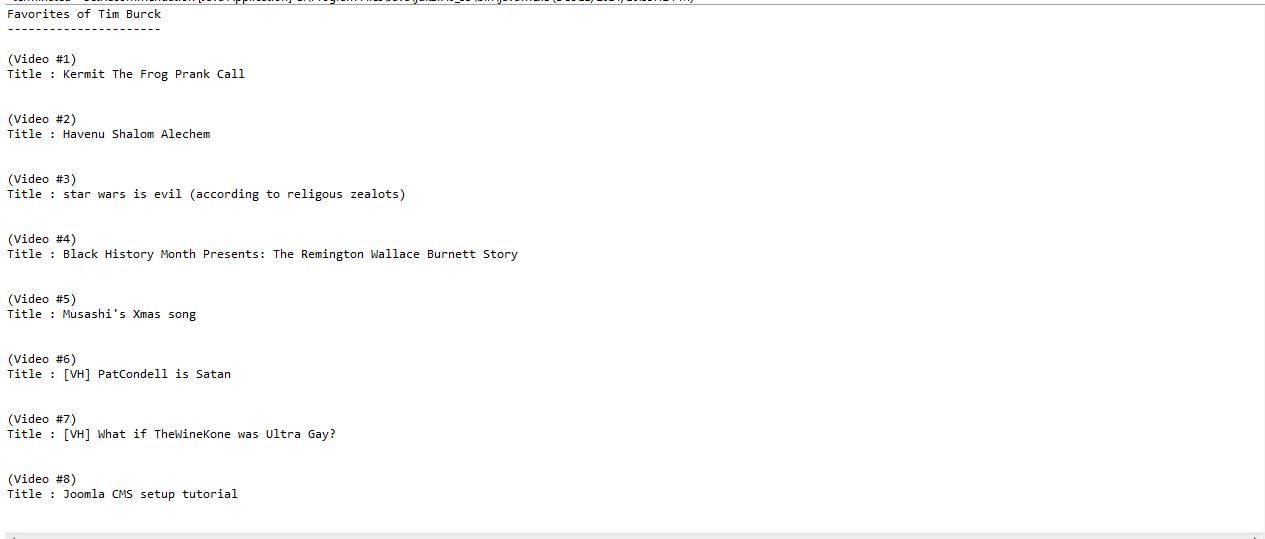 Favorites of Tim Burck
----------------------
(Video #1)
Title : Kermit The Frog Prank Call
(Video #2)
Title : Havenu Shalom Alechem
(Video #3)
Title : star wars is evil (according to religous zealots)
(Video #4)
Title : Black History Month Presents: The Remington Wallace Burnett Story
(Video #5)
Title : Musashi's Xmas song
(Video #6)
Title : [VH] PatCondell is Satan
(Video #7)
Title : [VH] What if TheWineKone was Ultra Gay?
(Video #8)
Title : Joomla CMS setup tutorial